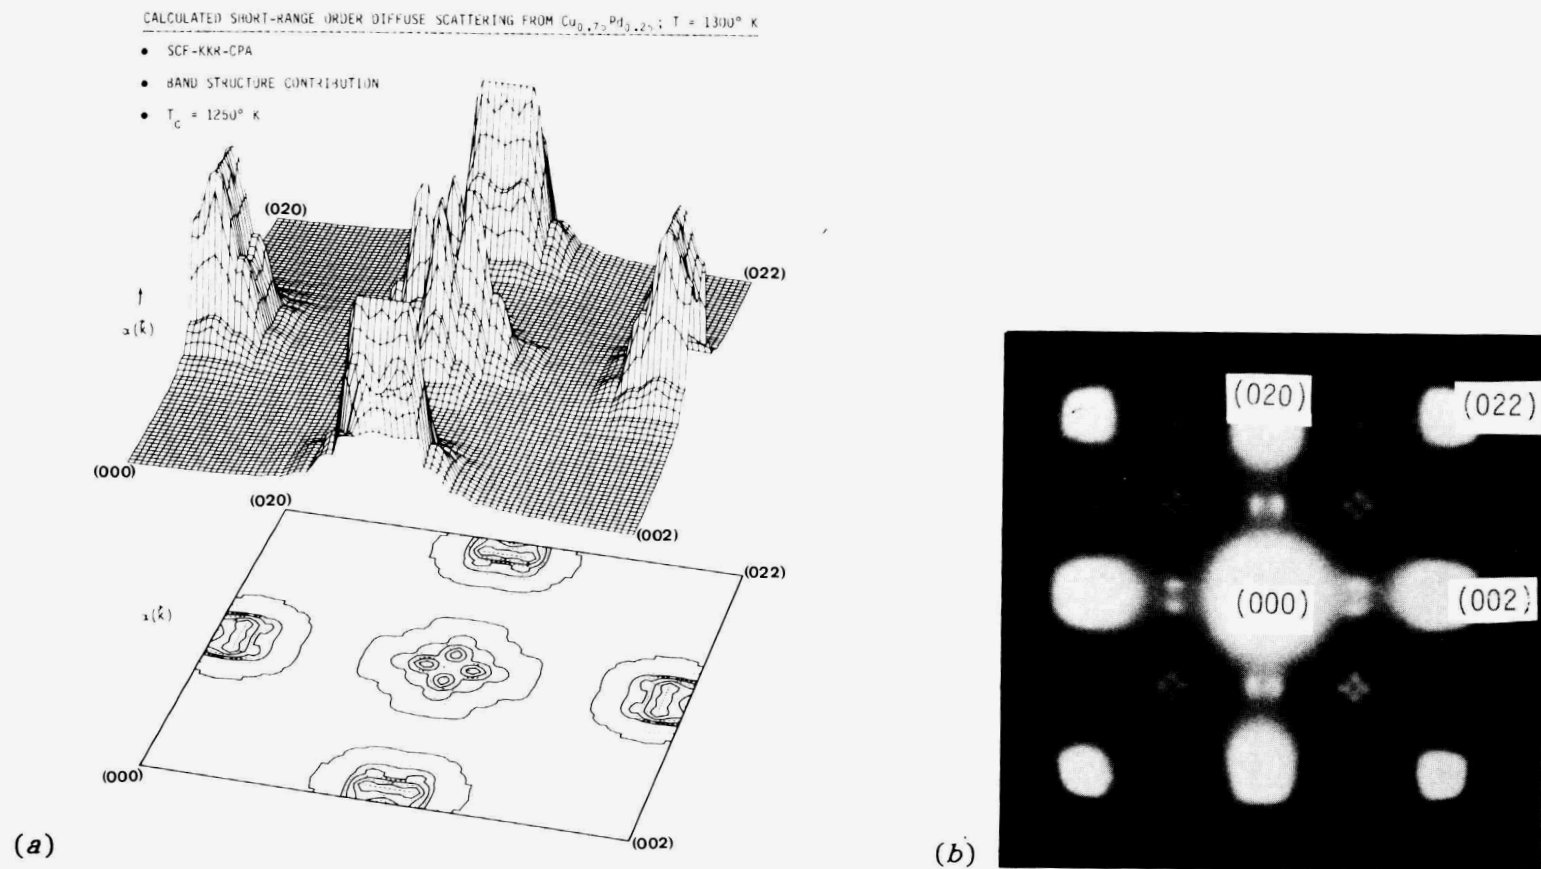 CALCULATED SHORT-RANGE ORDER DIFFUSE SCATTERING FROM Cu0.75Pd0.25; T = 1300° K
• SCF-KKR-CPA
• BAND STRUCTURE CONTRIBUTION
• Tc = 1250° K
(020)
(022)
α(k)
(000)
(002)
(020)
(022)
α(k)
(000)
(002)
(a)
(020)
(022)
(000)
(002)
(b)